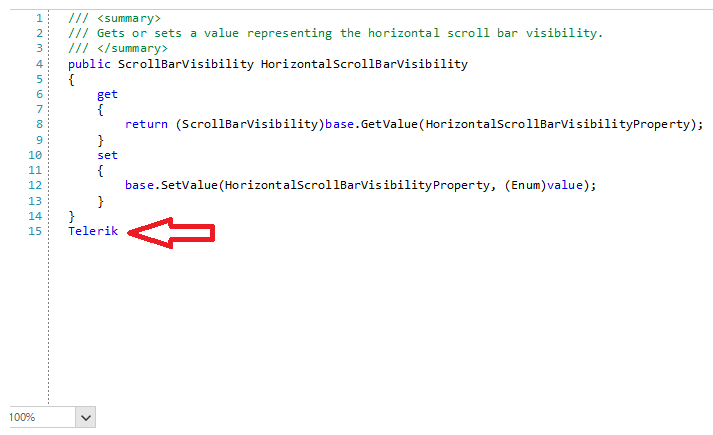 1 /// <summary>
2 /// Gets or sets a value representing the horizontal scroll bar visibility.
3 /// </summary>
4 public ScrollBarVisibility HorizontalScrollBarVisibility
5 {
6 get
7 {
8 return (ScrollBarVisibility)base.GetValue(HorizontalScrollBarVisibilityProperty);
9 }
10 set
11 {
12 base.SetValue(HorizontalScrollBarVisibilityProperty, (Enum)value);
13 }
14 }
15 Telerik
100%